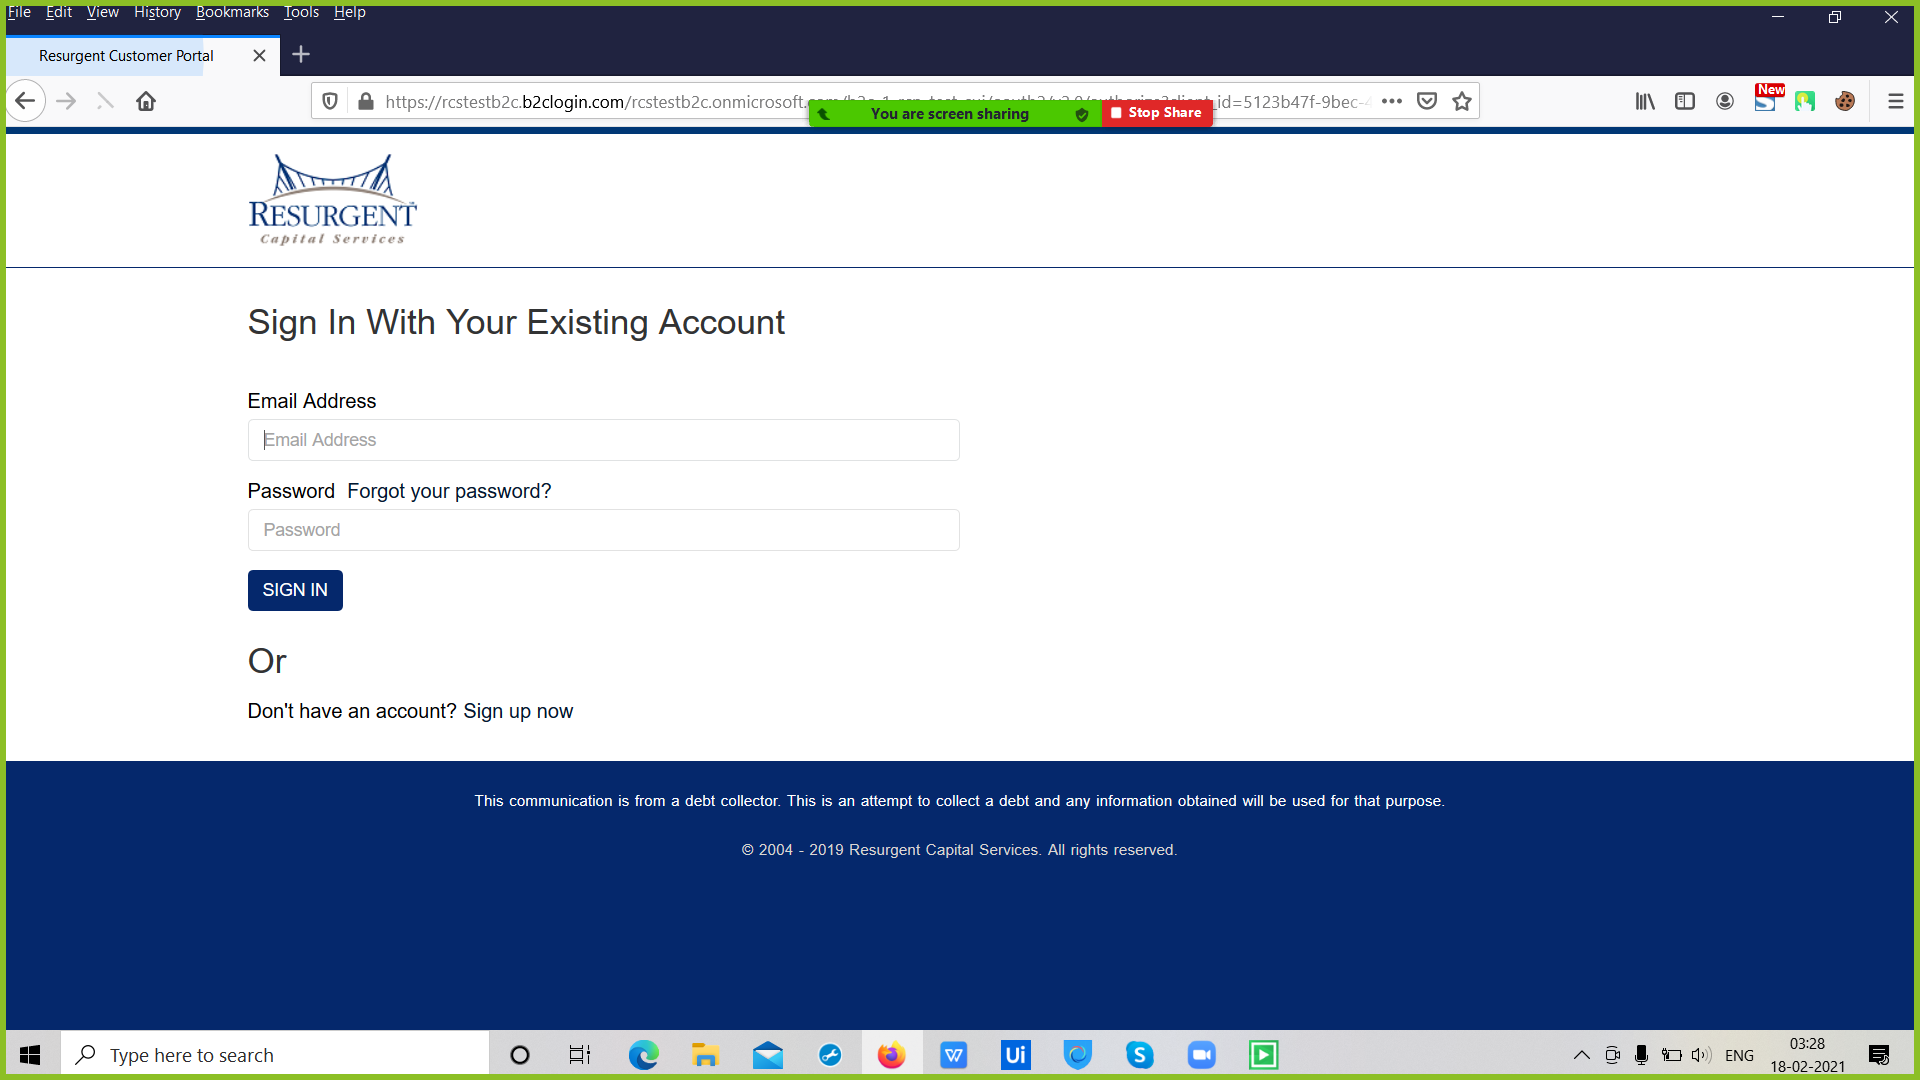 File Edit View History Bookmarks Tools Help
Resurgent Customer Portal
https://rcstestb2c.b2clogin.com/rcstestb2c.onmicrosoft.
_id=5123b47f-9bec-
New
You are screen sharing
Stop Share
RESURGENT
Capital Services
Sign In With Your Existing Account
Email Address
Email Address
Password Forgot your password?
Password
SIGN IN
Or
Don't have an account? Sign up now
This communication is from a debt collector. This is an attempt to collect a debt and any information obtained will be used for that purpose.
© 2004 - 2019 Resurgent Capital Services. All rights reserved.
Type here to search
W
Ui
S
ENG
03:28
18-02-2021